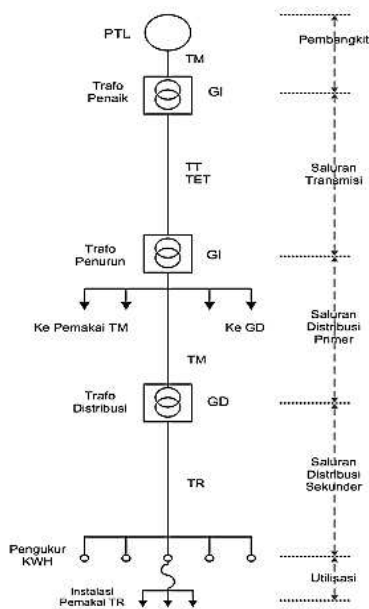 PTL
Pembangkit
TM
Trafo
Penaik
GI
TT
TET
Saluran
Transmisi
Trafo
Penurun
GI
Ke Pemakai TM
Ke GD
Saluran
Distribusi
Primer
TM
Trafo
Distribusi
GD
TR
Saluran
Distribusi
Sekunder
Pengukur
KWH
Utilisasi
Instalasi
Pemakai TR